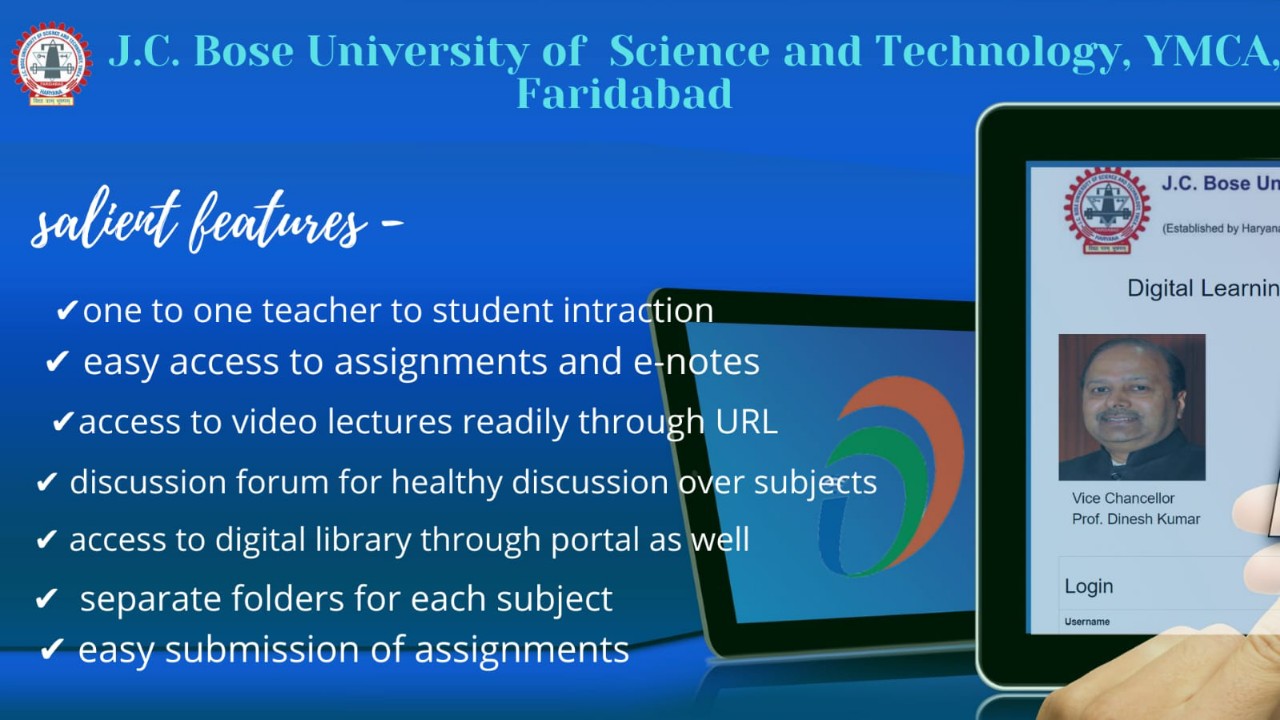 J.C. Bose University of Science and Technology, YMCA,
Faridabad
salient features -
✔one to one teacher to student intraction
✔ easy access to assignments and e-notes
✔access to video lectures readily through URL
✔ discussion forum for healthy discussion over subjects
✔ access to digital library through portal as well
✔ separate folders for each subject
✔ easy submission of assignments
J.C. Bose Un
(Established by Haryana
Digital Learnin
Vice Chancellor
Prof. Dinesh Kumar
Login
Username